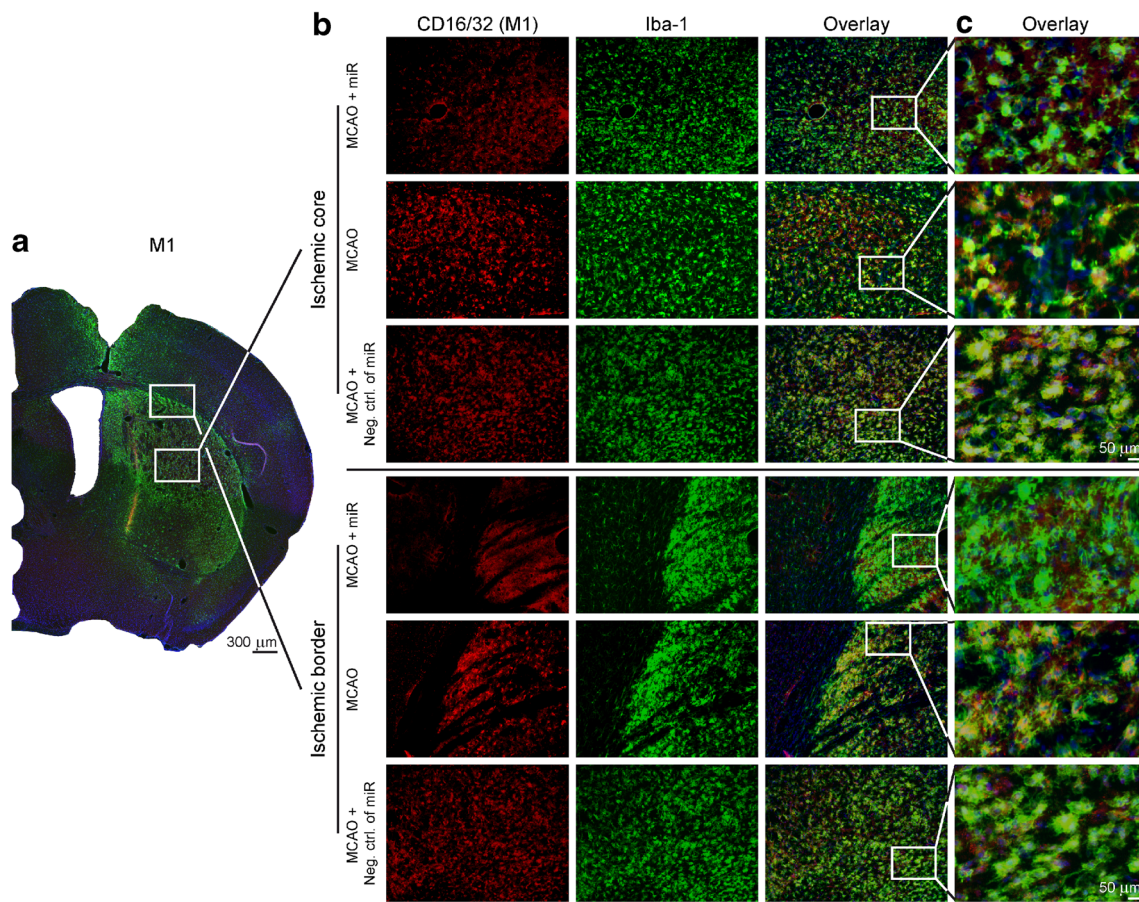 b
CD16/32 (M1)
Iba-1
Overlay
c
Overlay
a
M1
300 μm
Ischemic core
MCAO + miR
MCAO
MCAO +
Neg. ctrl. of miR
50 μm
Ischemic border
MCAO + miR
MCAO
MCAO +
Neg. ctrl. of miR
50 μm